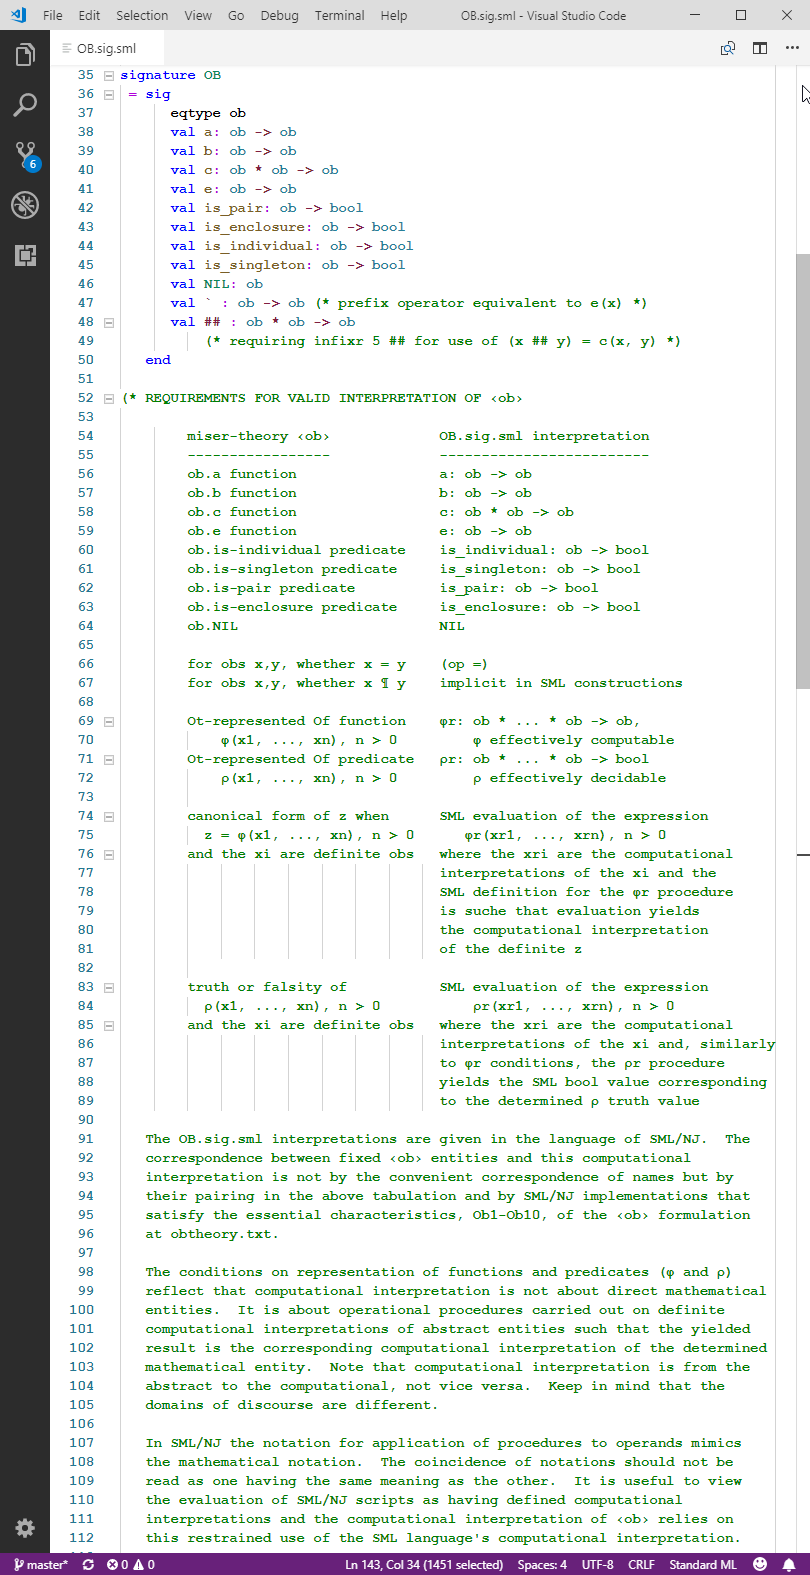 File Edit Selection View Go Debug Terminal Help OB.sig.sml - Visual Studio Code
OB.sig.sml
35 signature OB
36 = sig
37 eqtype ob
38 val a: ob -> ob
39 val b: ob -> ob
40 val c: ob * ob -> ob
41 val e: ob -> ob
42 val is_pair: ob -> bool
43 val is_enclosure: ob -> bool
44 val is_individual: ob -> bool
45 val is_singleton: ob -> bool
46 val NIL: ob
47 val ` : ob -> ob (* prefix operator equivalent to e(x) *)
48 val ## : ob * ob -> ob
49 (* requiring infixr 5 ## for use of (x ## y) = c(x, y) *)
50 end
51
52 (* REQUIREMENTS FOR VALID INTERPRETATION OF ‹ob›
53
54 miser-theory ‹ob› OB.sig.sml interpretation
55 ----------------- -------------------------
56 ob.a function a: ob -> ob
57 ob.b function b: ob -> ob
58 ob.c function c: ob * ob -> ob
59 ob.e function e: ob -> ob
60 ob.is-individual predicate is_individual: ob -> bool
61 ob.is-singleton predicate is_singleton: ob -> bool
62 ob.is-pair predicate is_pair: ob -> bool
63 ob.is-enclosure predicate is_enclosure: ob -> bool
64 ob.NIL NIL
65
66 for obs x,y, whether x = y (op =)
67 for obs x,y, whether x ¶ y implicit in SML constructions
68
69 Ot-represented Of function φr: ob * ... * ob -> ob,
70 φ(x1, ..., xn), n > 0 φ effectively computable
71 Ot-represented Of predicate ρr: ob * ... * ob -> bool
72 ρ(x1, ..., xn), n > 0 ρ effectively decidable
73
74 canonical form of z when SML evaluation of the expression
75 z = φ(x1, ..., xn), n > 0 φr(xr1, ..., xrn), n > 0
76 and the xi are definite obs where the xri are the computational
77 interpretations of the xi and the
78 SML definition for the φr procedure
79 is suche that evaluation yields
80 the computational interpretation
81 of the definite z
82
83 truth or falsity of SML evaluation of the expression
84 ρ(x1, ..., xn), n > 0 ρr(xr1, ..., xrn), n > 0
85 and the xi are definite obs where the xri are the computational
86 interpretations of the xi and, similarly
87 to φr conditions, the ρr procedure
88 yields the SML bool value corresponding
89 to the determined ρ truth value
90
91 The OB.sig.sml interpretations are given in the language of SML/NJ. The
92 correspondence between fixed ‹ob› entities and this computational
93 interpretation is not by the convenient correspondence of names but by
94 their pairing in the above tabulation and by SML/NJ implementations that
95 satisfy the essential characteristics, Ob1-Ob10, of the ‹ob› formulation
96 at obtheory.txt.
97
98 The conditions on representation of functions and predicates (φ and ρ)
99 reflect that computational interpretation is not about direct mathematical
100 entities. It is about operational procedures carried out on definite
101 computational interpretations of abstract entities such that the yielded
102 result is the corresponding computational interpretation of the determined
103 mathematical entity. Note that computational interpretation is from the
104 abstract to the computational, not vice versa. Keep in mind that the
105 domains of discourse are different.
106
107 In SML/NJ the notation for application of procedures to operands mimics
108 the mathematical notation. The coincidence of notations should not be
109 read as one having the same meaning as the other. It is useful to view
110 the evaluation of SML/NJ scripts as having defined computational
111 interpretations and the computational interpretation of ‹ob› relies on
112 this restrained use of the SML language's computational interpretation.
6
master* 0 0 Ln 143, Col 34 (1451 selected) Spaces: 4 UTF-8 CRLF Standard ML